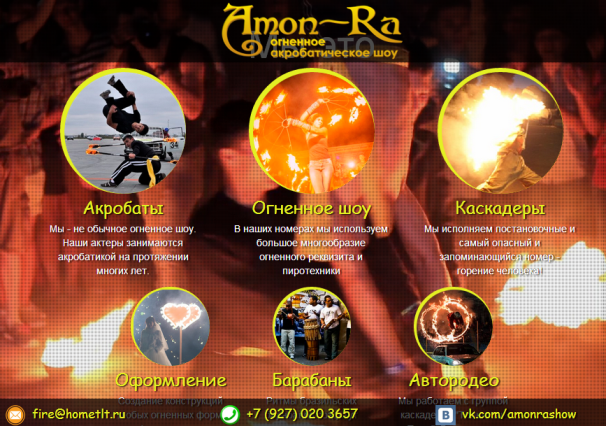 Amon-Ra
огненное
акробатическое шоу
Акробаты
Мы - не обычное огненное шоу.
Наши актеры занимаются
акробатикой на протяжении
многих лет.
Огненное шоу
В наших номерах мы используем
большое многообразие
огненного реквизита и
пиротехники
Каскадеры
Мы исполняем постановочные и
самый опасный и
запоминающийся номер -
горение человека!
Оформление
Создание конструкций
любых огненных форм
Барабаны
Ритмы бразильских
Автородео
Мы работаем с группой
каскадеров
fire@hometlt.ru
+7 (927) 020 3657
vk.com/amonrashow